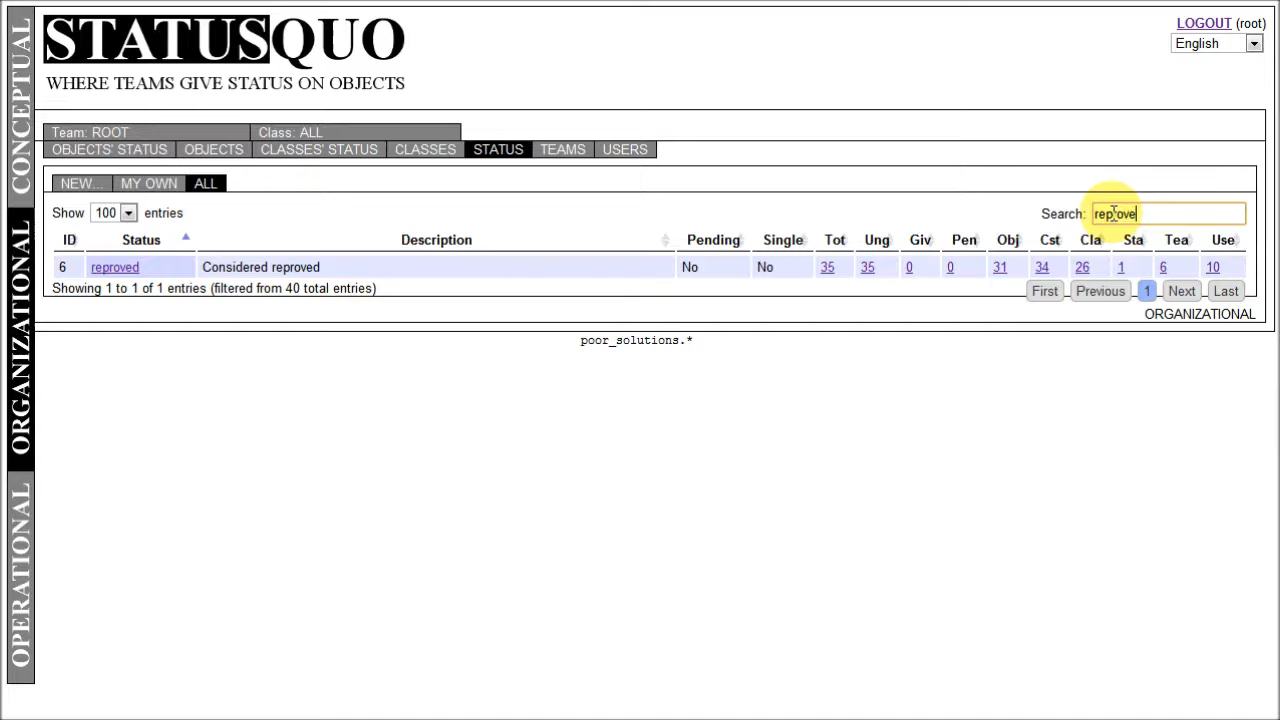 STATUSQUO
WHERE TEAMS GIVE STATUS ON OBJECTS
LOGOUT (root)
English
CONCEPTUAL
ORGANIZATIONAL
OPERATIONAL
Team: ROOT Class: ALL
OBJECTS' STATUS OBJECTS CLASSES' STATUS CLASSES STATUS TEAMS USERS
NEW... MY OWN ALL
Show 100 entries Search: reprove
ID Status Description Pending Single Tot Ung Giv Pen Obj Cst Cla Sta Tea Use
6 reproved Considered reproved No No 35 35 0 0 31 34 26 1 6 10
Showing 1 to 1 of 1 entries (filtered from 40 total entries) First Previous 1 Next Last
ORGANIZATIONAL
poor_solutions.*